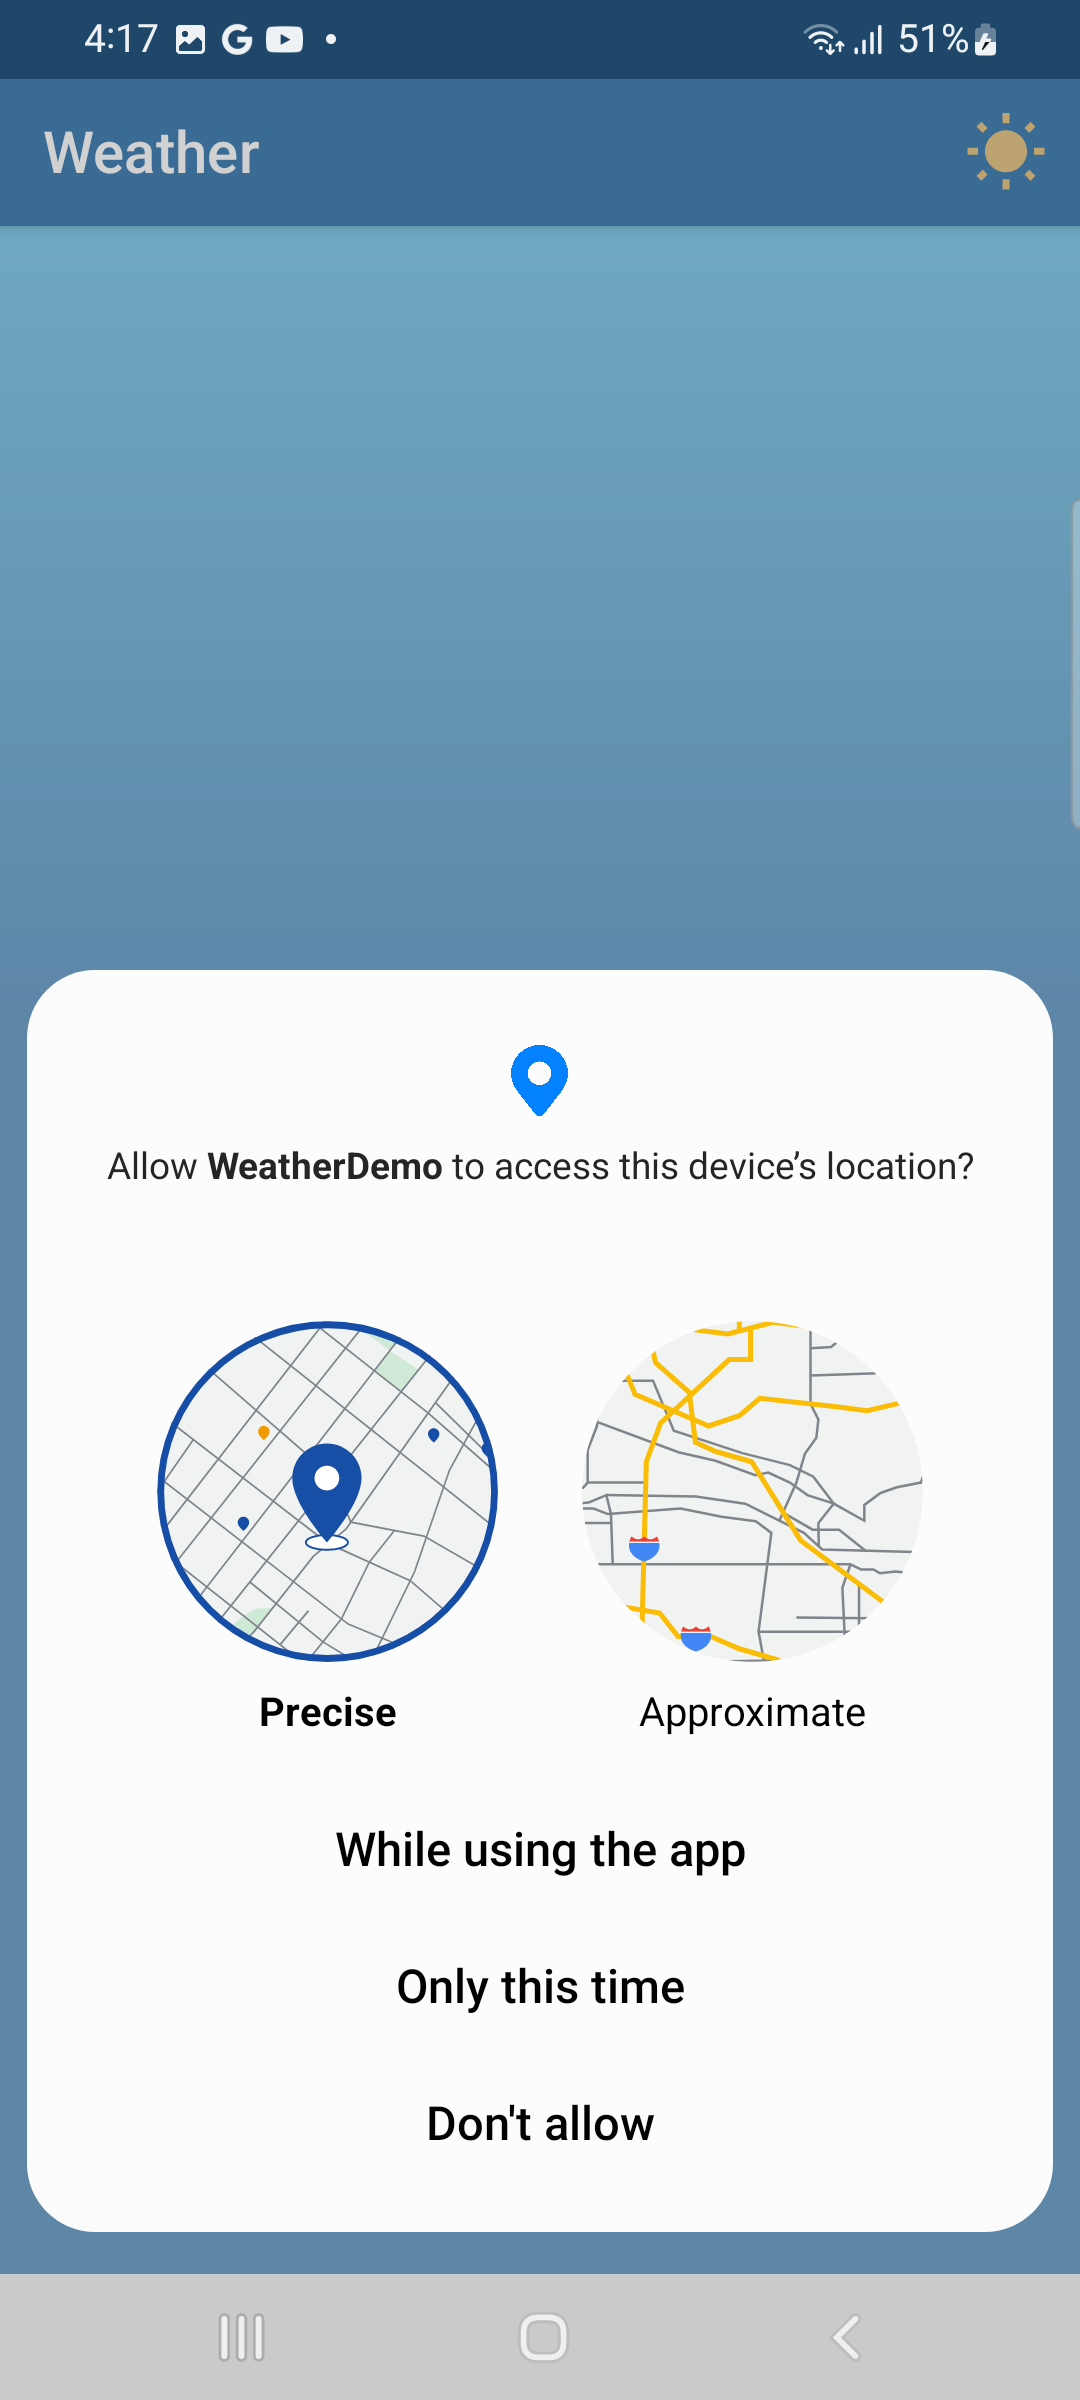 4:17 51%
Weather
Allow WeatherDemo to access this device’s location?
Precise Approximate
While using the app
Only this time
Don't allow